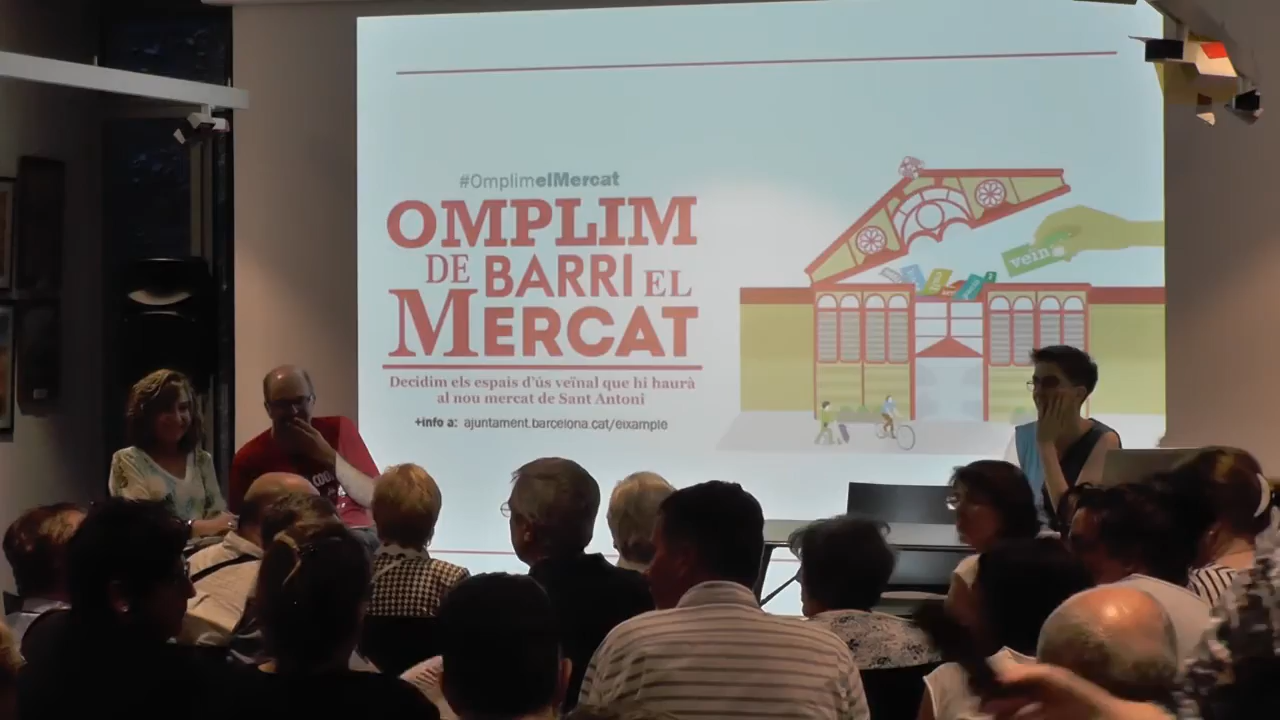 #OmplimelMercat
OMPLIM
DE BARRI EL
MERCAT
Decidim els espais d'ús veïnal que hi haurà
al nou mercat de Sant Antoni
+info a: ajuntament.barcelona.cat/eixample
veïn